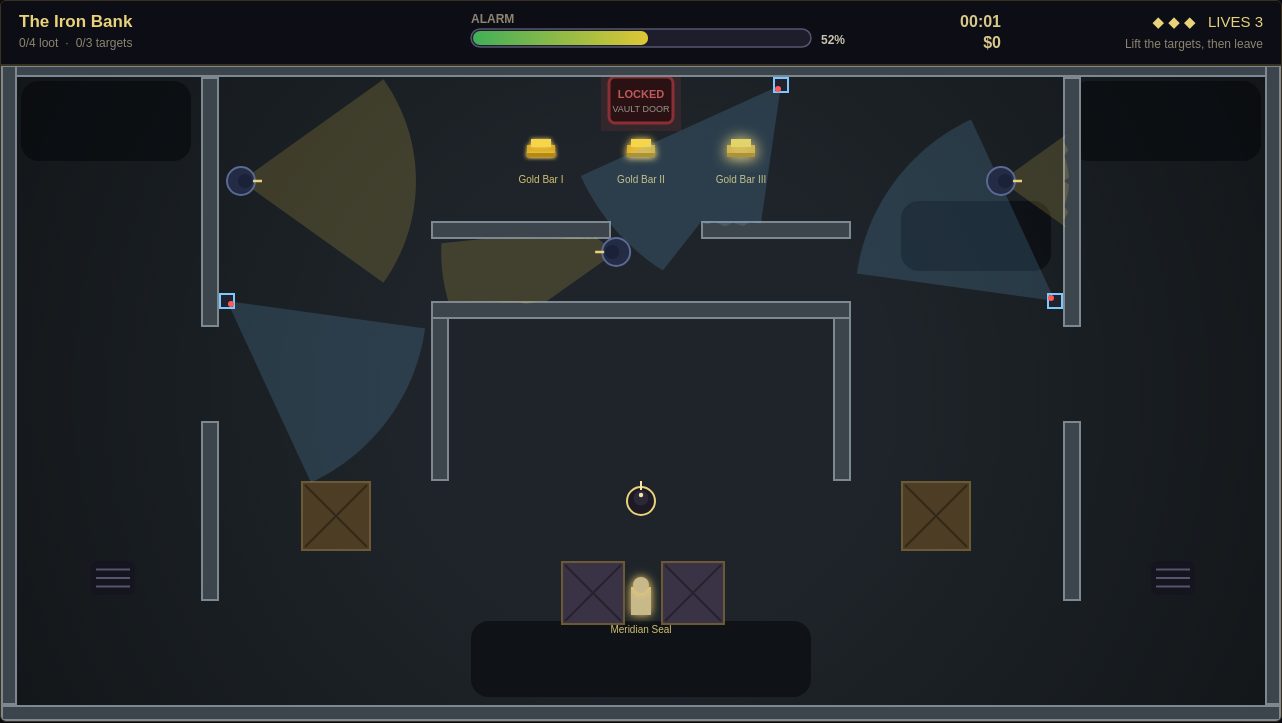 The Iron Bank
0/4 loot · 0/3 targets
ALARM
52%
00:01
$0
◆ ◆ ◆ LIVES 3
Lift the targets, then leave
LOCKED
VAULT DOOR
Gold Bar I
Gold Bar II
Gold Bar III
Meridian Seal